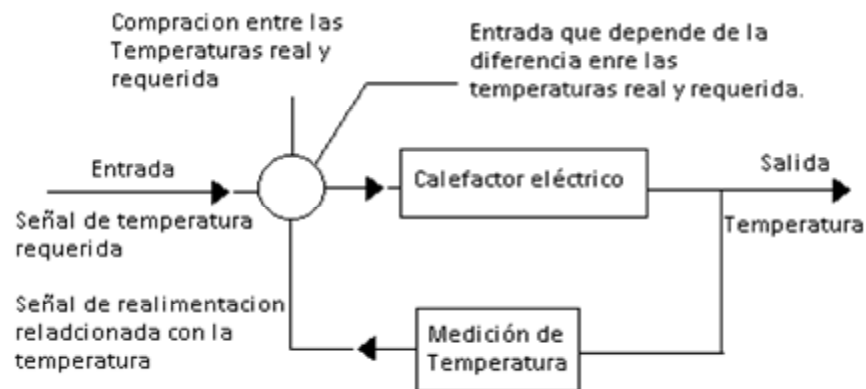 Compracion entre las
Temperaturas real y
requerida
Entrada que depende de la
diferencia enre las
temperaturas real y requerida.
Entrada
Señal de temperatura
requerida
Calefactor eléctrico
Salida
Temperatura
Señal de realimentacion
reladcionada con la
temperatura
Medición de
Temperatura